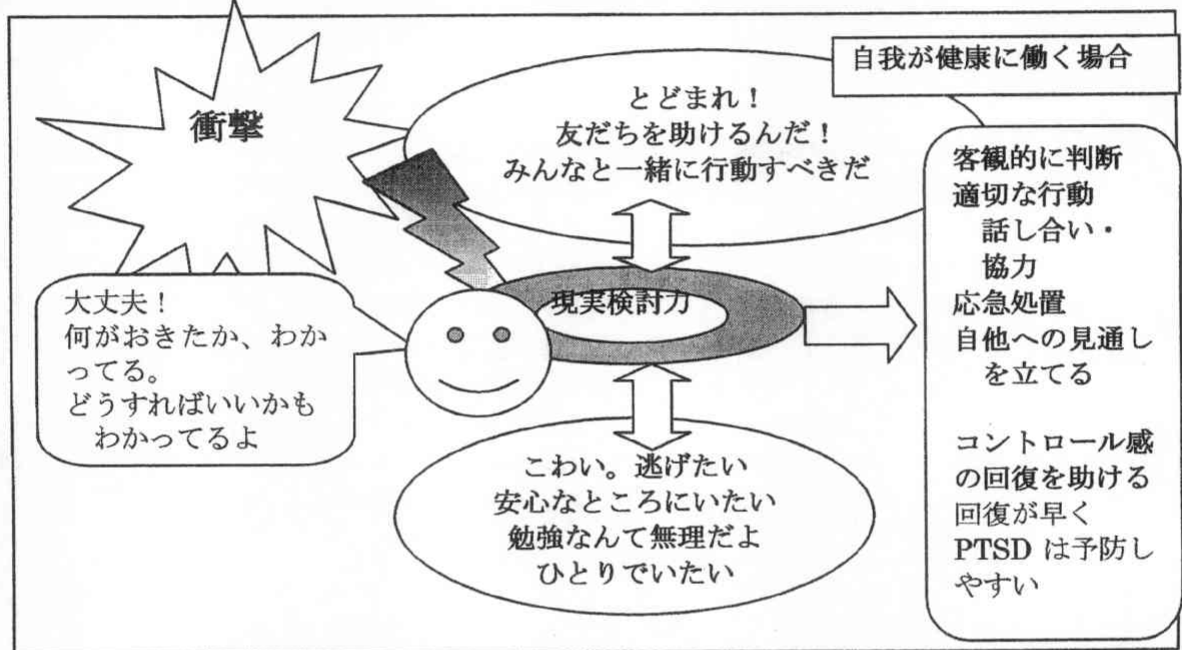 自我が健康に働く場合
衝撃
とどまれ！
友だちを助けるんだ！
みんなと一緒に行動すべきだ
現実検討力
大丈夫！
何がおきたか、わか
ってる。
どうすればいいかも
わかってるよ
こわい。逃げたい
安心なところにいたい
勉強なんて無理だよ
ひとりでいたい
客観的に判断
適切な行動
話し合い・
協力
応急処置
自他への見通し
を立てる
コントロール感
の回復を助ける
回復が早く
PTSD は予防し
やすい